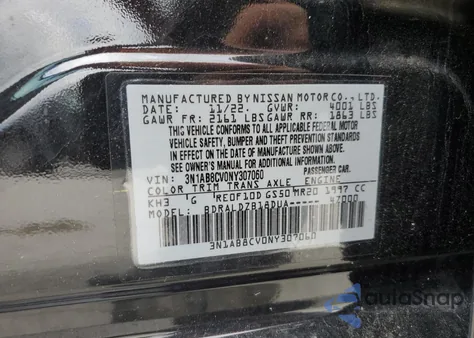 MANUFACTURED BY NISSAN MOTOR CO., LTD.
DATE: 11/22. GVWR: 4001 LBS
GAWR FR: 2161 LBS GAWR RR: 1863 LBS
THIS VEHICLE CONFORMS TO ALL APPLICABLE FEDERAL MOTOR
VEHICLE SAFETY, BUMPER AND THEFT PREVENTION STANDARDS
IN EFFECT ON THE DATE OF MANUFACTURE SHOWN ABOVE.
SEE OWNER'S MANUAL FOR ADDITIONAL INFORMATION.
VIN: 3N1AB8CV0NY307060 PASSENGER CAR.
COLOR TRIM TRANS AXLE ENGINE
KH3 G RE0F10D GS50 MR20 1997 CC
BDRALDZB1ADUA----- 47000
3N1AB8CV0NY307060
AutoSnap